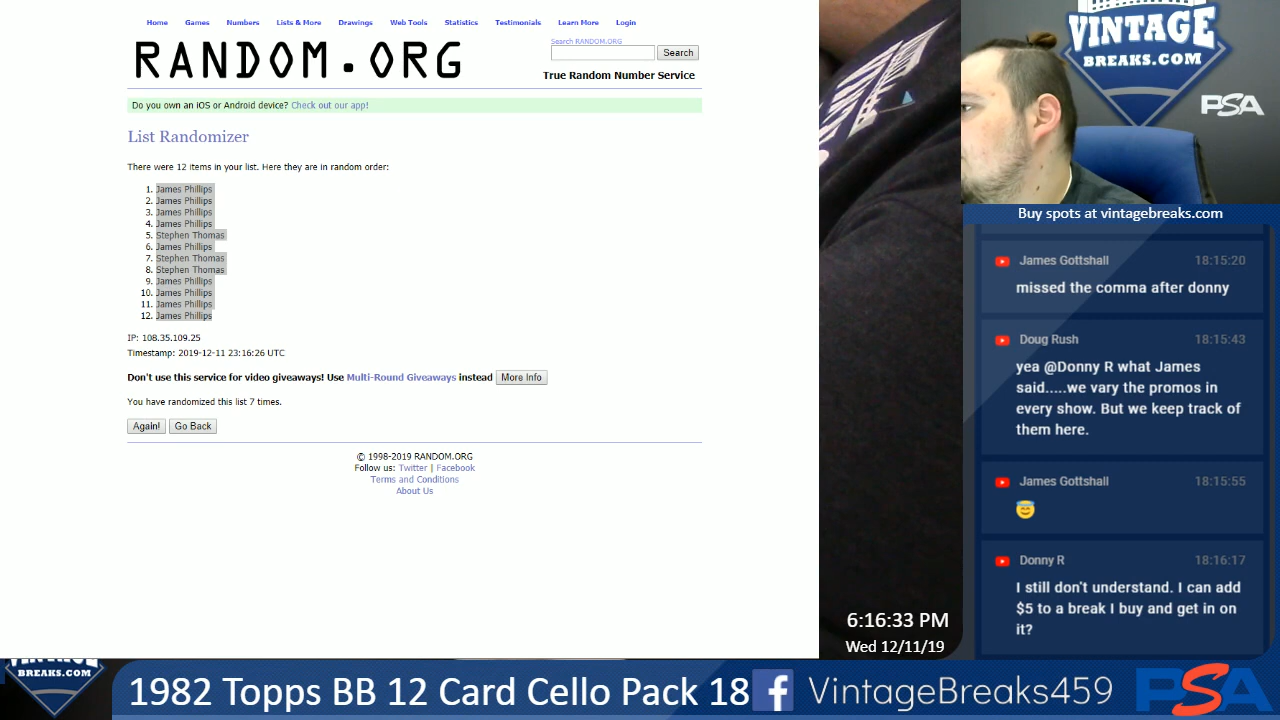 Home Games Numbers Lists & More Drawings Web Tools Statistics Testimonials Learn More Login
RANDOM.ORG
Search RANDOM.ORG
Search
True Random Number Service
Do you own an iOS or Android device? Check out our app!
List Randomizer
There were 12 items in your list. Here they are in random order:
1. James Phillips
2. James Phillips
3. James Phillips
4. James Phillips
5. Stephen Thomas
6. James Phillips
7. Stephen Thomas
8. Stephen Thomas
9. James Phillips
10. James Phillips
11. James Phillips
12. James Phillips
IP: 108.35.109.25
Timestamp: 2019-12-11 23:16:26 UTC
Don't use this service for video giveaways! Use Multi-Round Giveaways instead More Info
You have randomized this list 7 times.
Again! Go Back
© 1998-2019 RANDOM.ORG
Follow us: Twitter | Facebook
Terms and Conditions
About Us
VINTAGE
BREAKS.COM
PSA
Buy spots at vintagebreaks.com
James Gottshall 18:15:20
missed the comma after donny
Doug Rush 18:15:43
yea @Donny R what James
said.....we vary the promos in
every show. But we keep track of
them here.
James Gottshall 18:15:55
😇
Donny R 18:16:17
I still don't understand. I can add
$5 to a break I buy and get in on
it?
6:16:33 PM
Wed 12/11/19
VINTAGE
BREAKS.COM
1982 Topps BB 12 Card Cello Pack 18
f VintageBreaks459
PSA